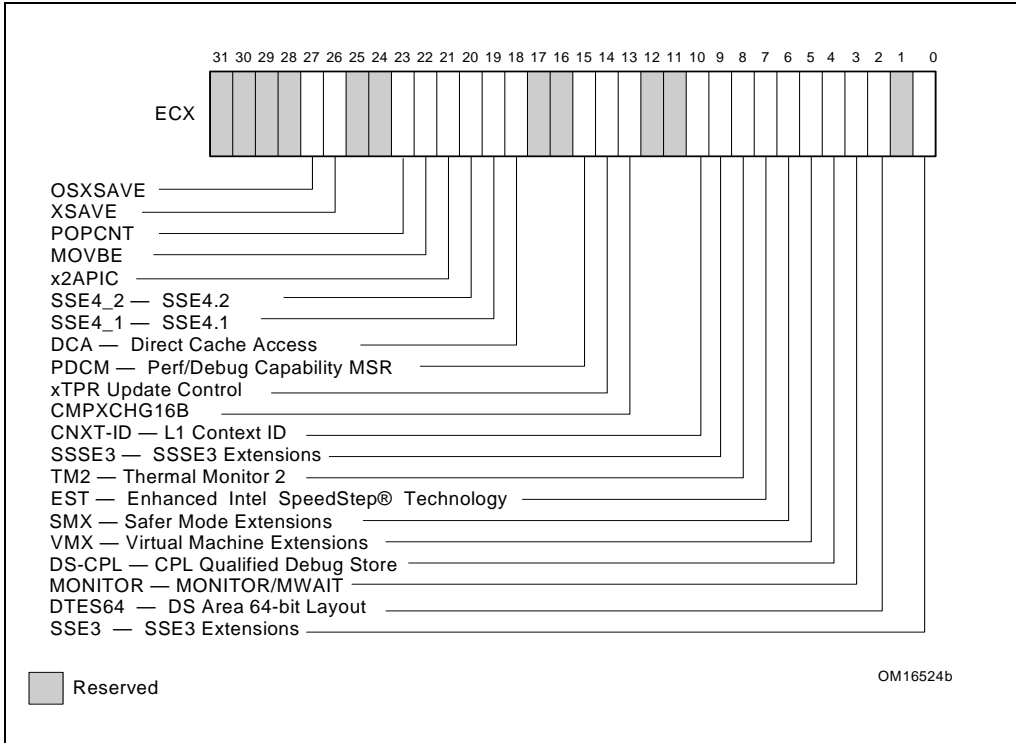 31 30 29 28 27 26 25 24 23 22 21 20 19 18 17 16 15 14 13 12 11 10 9 8 7 6 5 4 3 2 1 0
ECX
OSXSAVE
XSAVE
POPCNT
MOVBE
x2APIC
SSE4_2 — SSE4.2
SSE4_1 — SSE4.1
DCA — Direct Cache Access
PDCM — Perf/Debug Capability MSR
xTPR Update Control
CMPXCHG16B
CNXT-ID — L1 Context ID
SSSE3 — SSSE3 Extensions
TM2 — Thermal Monitor 2
EST — Enhanced Intel SpeedStep® Technology
SMX — Safer Mode Extensions
VMX — Virtual Machine Extensions
DS-CPL — CPL Qualified Debug Store
MONITOR — MONITOR/MWAIT
DTES64 — DS Area 64-bit Layout
SSE3 — SSE3 Extensions
Reserved
OM16524b